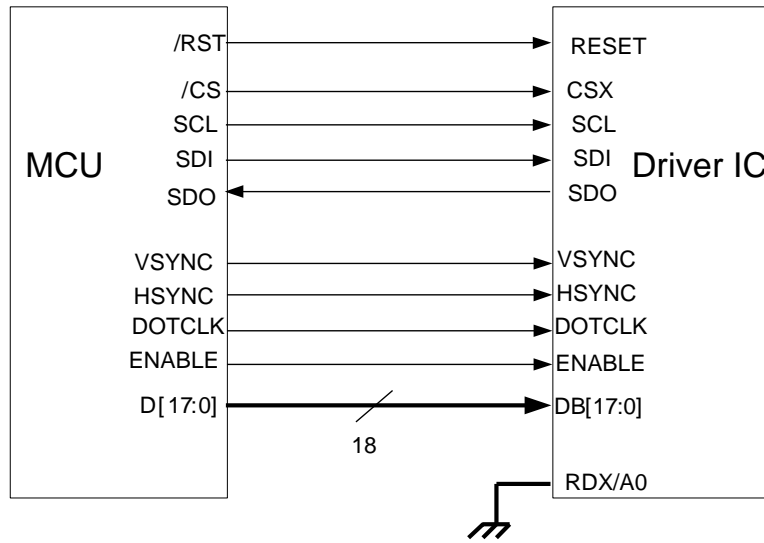 /RST RESET
/CS CSX
SCL SCL
MCU SDI SDI Driver IC
SDO SDO
VSYNC VSYNC
HSYNC HSYNC
DOTCLK DOTCLK
ENABLE ENABLE
D[17:0] DB[17:0]
18
RDX/A0